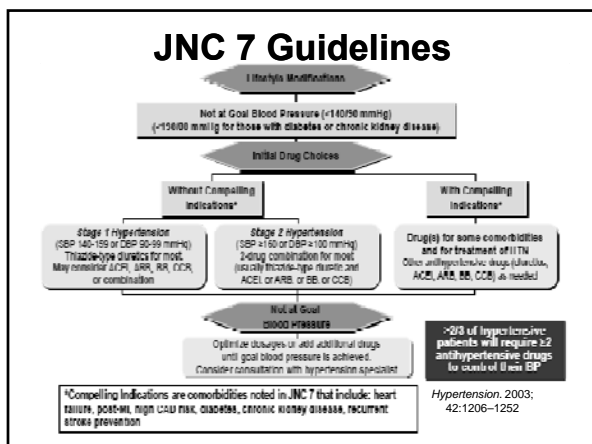 JNC 7 Guidelines
Lifestyle Modifications
Not at Goal Blood Pressure (<140/90 mmHg)
(<130/80 mmHg for those with diabetes or chronic kidney disease)
Initial Drug Choices
Without Compelling
Indications*
With Compelling
Indications*
Stage 1 Hypertension
(SBP 140-159 or DBP 90-99 mmHg)
Thiazide-type diuretics for most.
May consider ACEI, ARB, BB, CCB,
or combination
Stage 2 Hypertension
(SBP ≥160 or DBP ≥100 mmHg)
2-drug combination for most
(usually thiazide-type diuretic and
ACEI, or ARB, or BB, or CCB)
Drug(s) for some comorbidities
and for treatment of HTN
Other antihypertensive drugs (diuretics,
ACEI, ARB, BB, CCB) as needed
Not at Goal
Blood Pressure
Optimize dosages or add additional drugs
until goal blood pressure is achieved.
Consider consultation with hypertension specialist
>2/3 of hypertensive
patients will require ≥2
antihypertensive drugs
to control their BP
*Compelling Indications are comorbidities noted in JNC 7 that include: heart
failure, post-MI, high CAD risk, diabetes, chronic kidney disease, recurrent
stroke prevention
Hypertension. 2003;
42:1206–1252